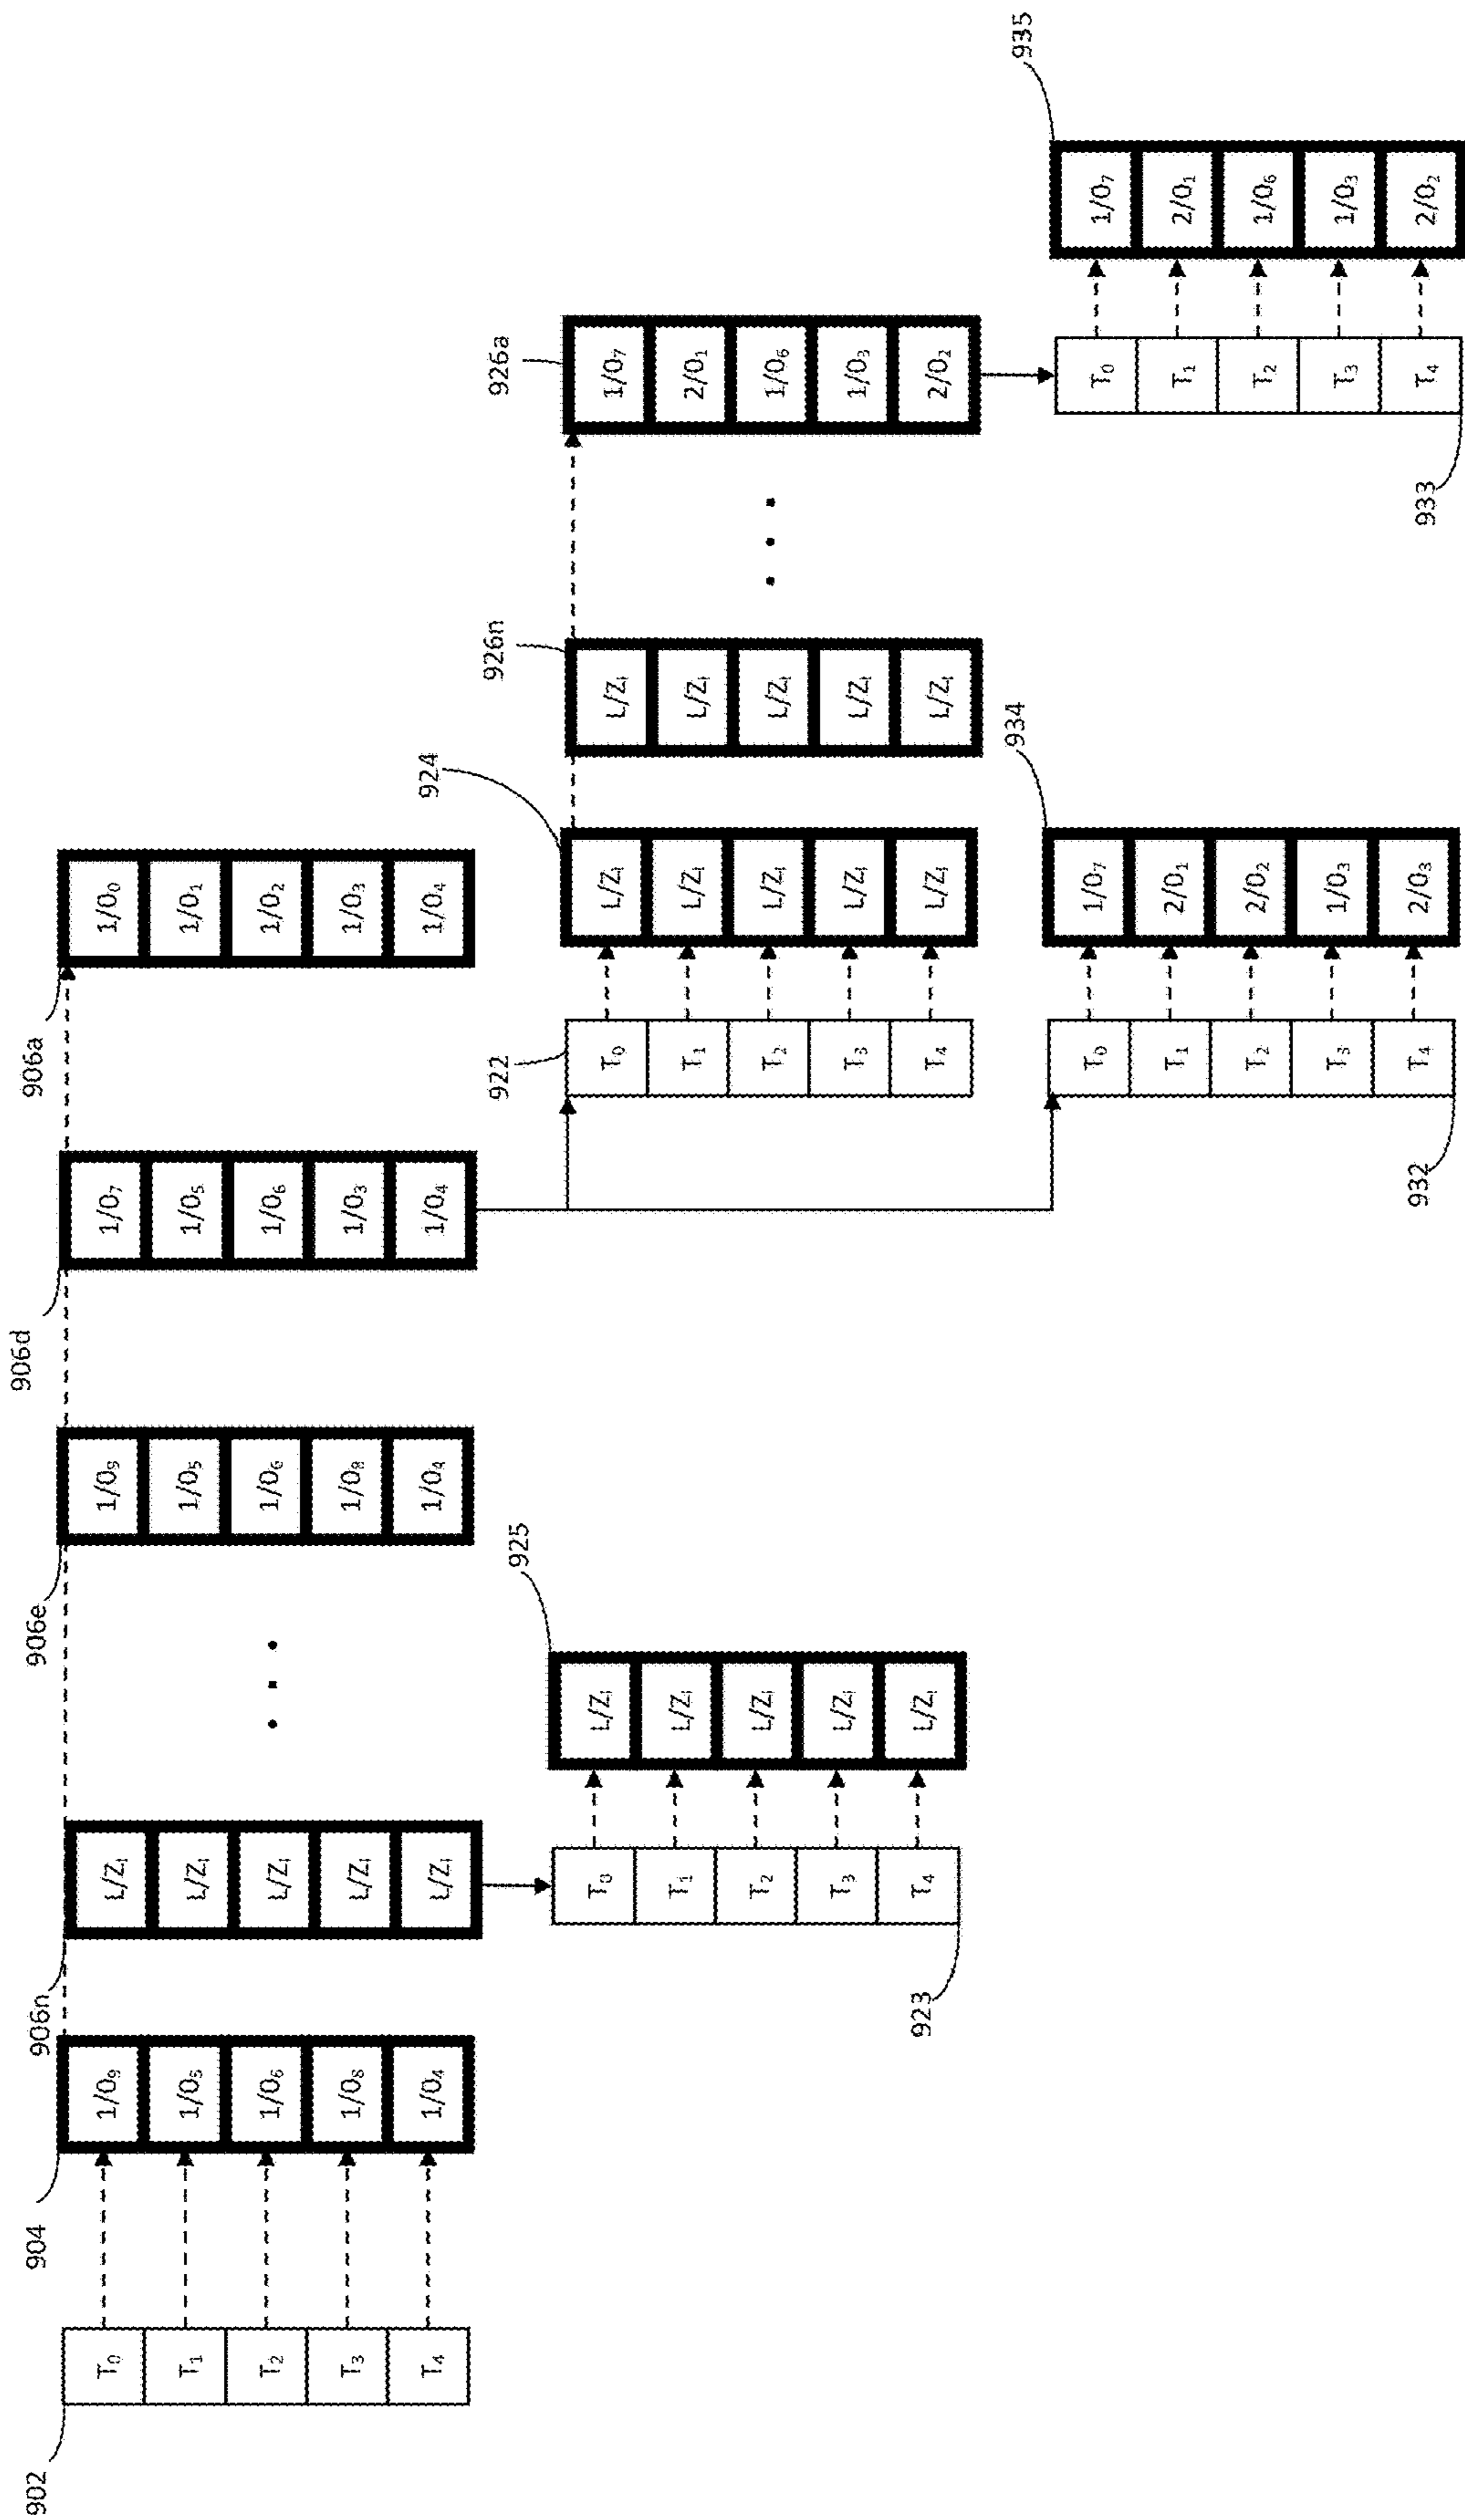 902
T₀
T₁
T₂
T₃
T₄
904
1/O₉
1/O₅
1/O₆
1/O₈
1/O₄
906n
L/Zᵢ
L/Zᵢ
L/Zᵢ
L/Zᵢ
L/Zᵢ
906e
1/O₉
1/O₅
1/O₆
1/O₈
1/O₄
906d
1/O₇
1/O₅
1/O₆
1/O₃
1/O₄
906a
1/O₀
1/O₁
1/O₂
1/O₃
1/O₄
923
T₀
T₁
T₂
T₃
T₄
925
L/Zᵢ
L/Zᵢ
L/Zᵢ
L/Zᵢ
L/Zᵢ
922
T₀
T₁
T₂
T₃
T₄
924
L/Zᵢ
L/Zᵢ
L/Zᵢ
L/Zᵢ
L/Zᵢ
926n
L/Zᵢ
L/Zᵢ
L/Zᵢ
L/Zᵢ
L/Zᵢ
926a
1/O₇
2/O₁
1/O₆
1/O₃
2/O₂
932
T₀
T₁
T₂
T₃
T₄
934
1/O₇
2/O₁
2/O₂
1/O₃
2/O₃
933
T₀
T₁
T₂
T₃
T₄
935
1/O₇
2/O₁
1/O₆
1/O₃
2/O₂